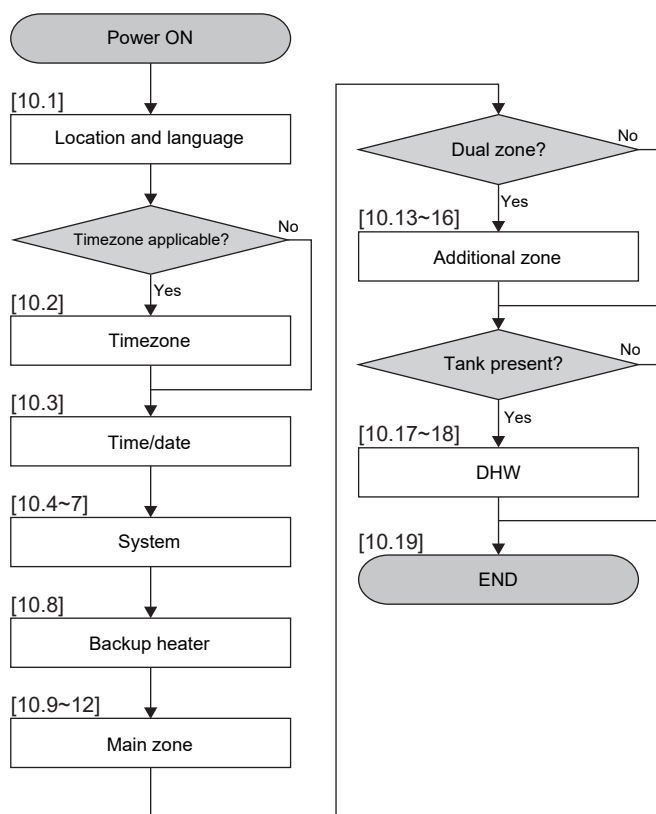 Power ON
[10.1]
Location and language
Timezone applicable?
No
Yes
[10.2]
Timezone
[10.3]
Time/date
[10.4~7]
System
[10.8]
Backup heater
[10.9~12]
Main zone
Dual zone?
No
Yes
[10.13~16]
Additional zone
Tank present?
No
Yes
[10.17~18]
DHW
[10.19]
END